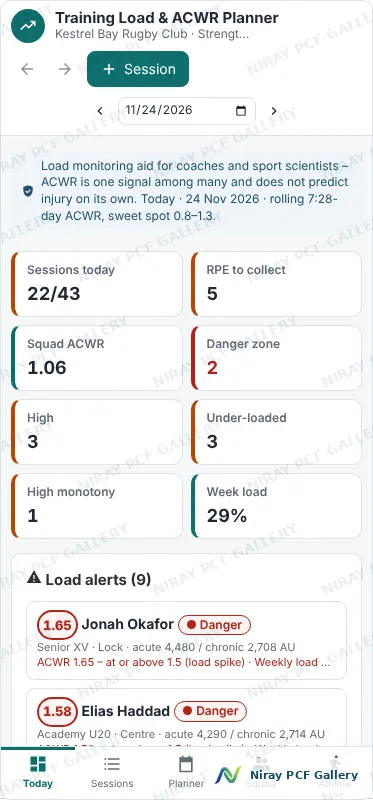 Training Load & ACWR Planner
Kestrel Bay Rugby Club · Strengt...
+ Session
11/24/2026
Load monitoring aid for coaches and sport scientists –
ACWR is one signal among many and does not predict
injury on its own. Today · 24 Nov 2026 · rolling 7:28-
day ACWR, sweet spot 0.8–1.3.
Sessions today
22/43
RPE to collect
5
Squad ACWR
1.06
Danger zone
2
High
3
Under-loaded
3
High monotony
1
Week load
29%
Load alerts (9)
1.65 Jonah Okafor Danger
Senior XV · Lock · acute 4,480 / chronic 2,708 AU
ACWR 1.65 – at or above 1.5 (load spike) · Weekly load ...
1.58 Elias Haddad Danger
Academy U20 · Centre · acute 4,290 / chronic 2,714 AU
Today
Sessions
Planner
Squad
Athlete
Niray PCF Gallery
NIRAY PCF GALLERY